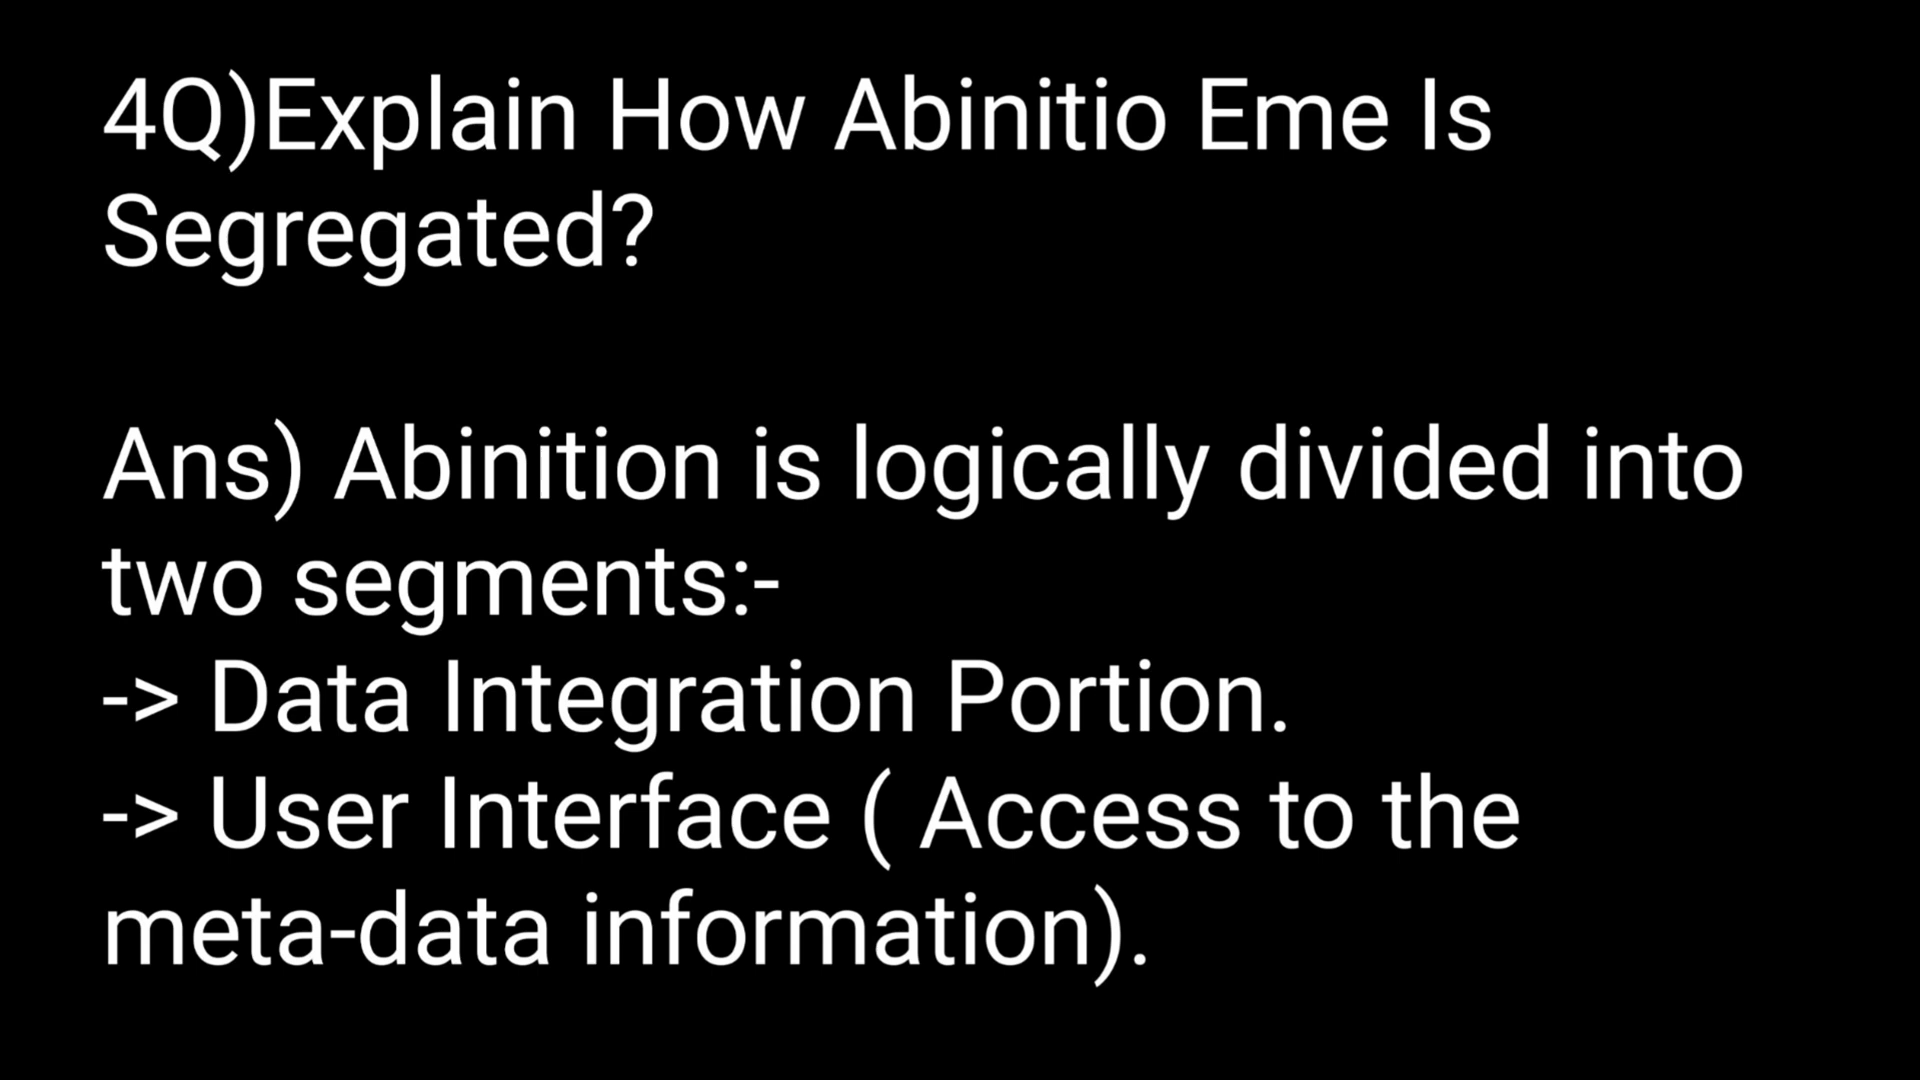 4Q)Explain How Abinitio Eme Is
Segregated?
Ans) Abinition is logically divided into
two segments:-
-> Data Integration Portion.
-> User Interface ( Access to the
meta-data information).